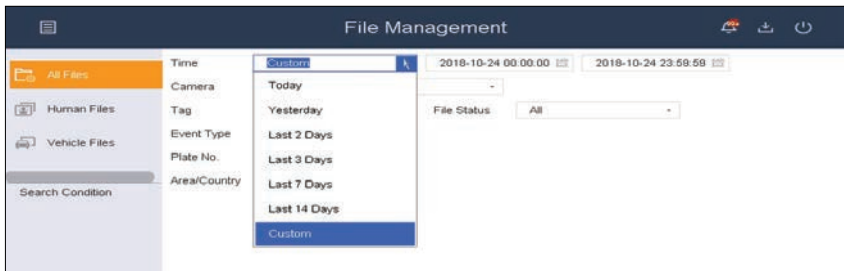 File Management
All Files
Human Files
Vehicle Files
Search Condition
Time Custom 2018-10-24 00:00:00 2018-10-24 23:59:59
Camera
Tag File Status All
Event Type
Plate No.
Area/Country
Today
Yesterday
Last 2 Days
Last 3 Days
Last 7 Days
Last 14 Days
Custom